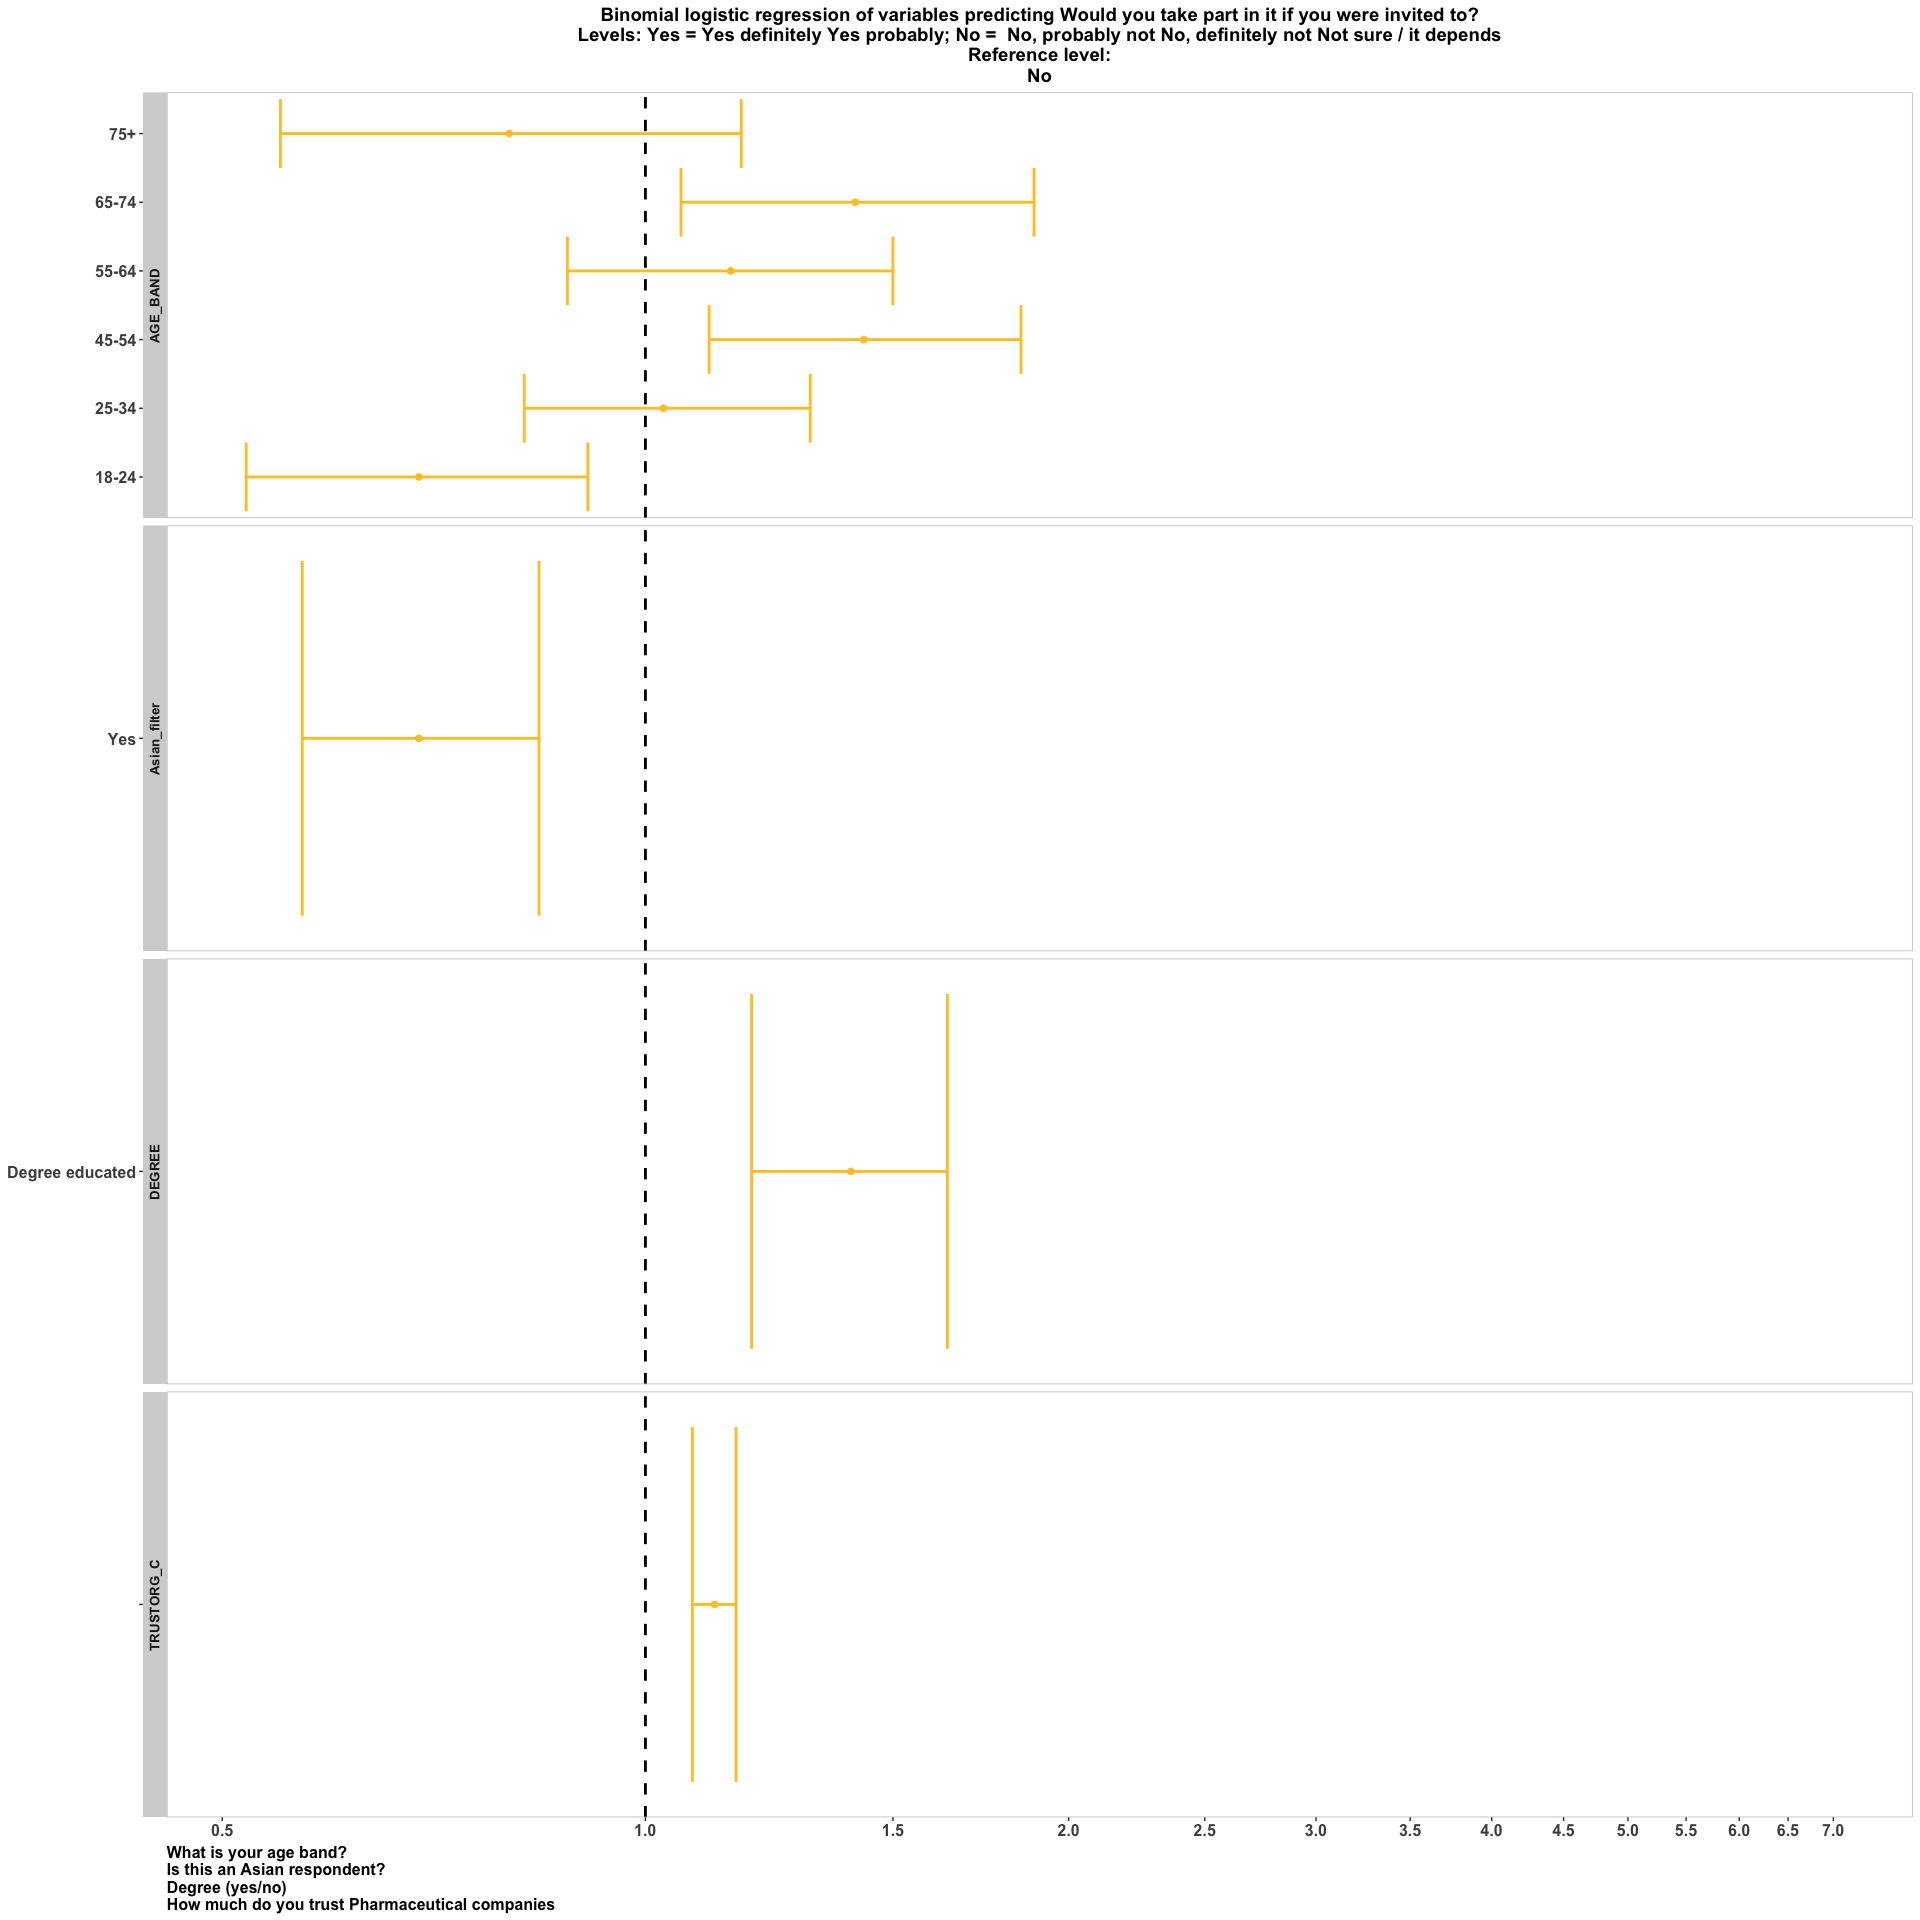 Binomial logistic regression of variables predicting Would you take part in it if you were invited to?
Levels: Yes = Yes definitely Yes probably; No =  No, probably not No, definitely not Not sure / it depends
Reference level:
No
AGE_BAND
75+
65-74
55-64
45-54
25-34
18-24
Asian_filter
Yes
DEGREE
Degree educated
TRUSTORG_C
0.5 1.0 1.5 2.0 2.5 3.0 3.5 4.0 4.5 5.0 5.5 6.0 6.5 7.0
What is your age band?
Is this an Asian respondent?
Degree (yes/no)
How much do you trust Pharmaceutical companies